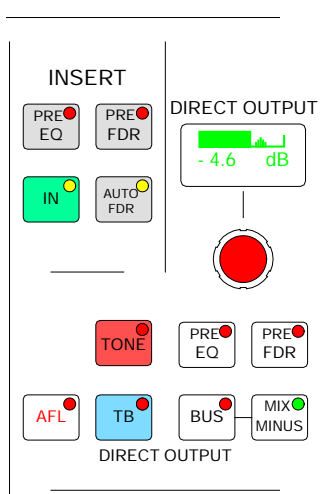 INSERT
PRE
EQ
PRE
FDR
IN
AUTO
FDR
DIRECT OUTPUT
- 4.6 dB
TONE
PRE
EQ
PRE
FDR
AFL
TB
BUS
MIX
MINUS
DIRECT OUTPUT